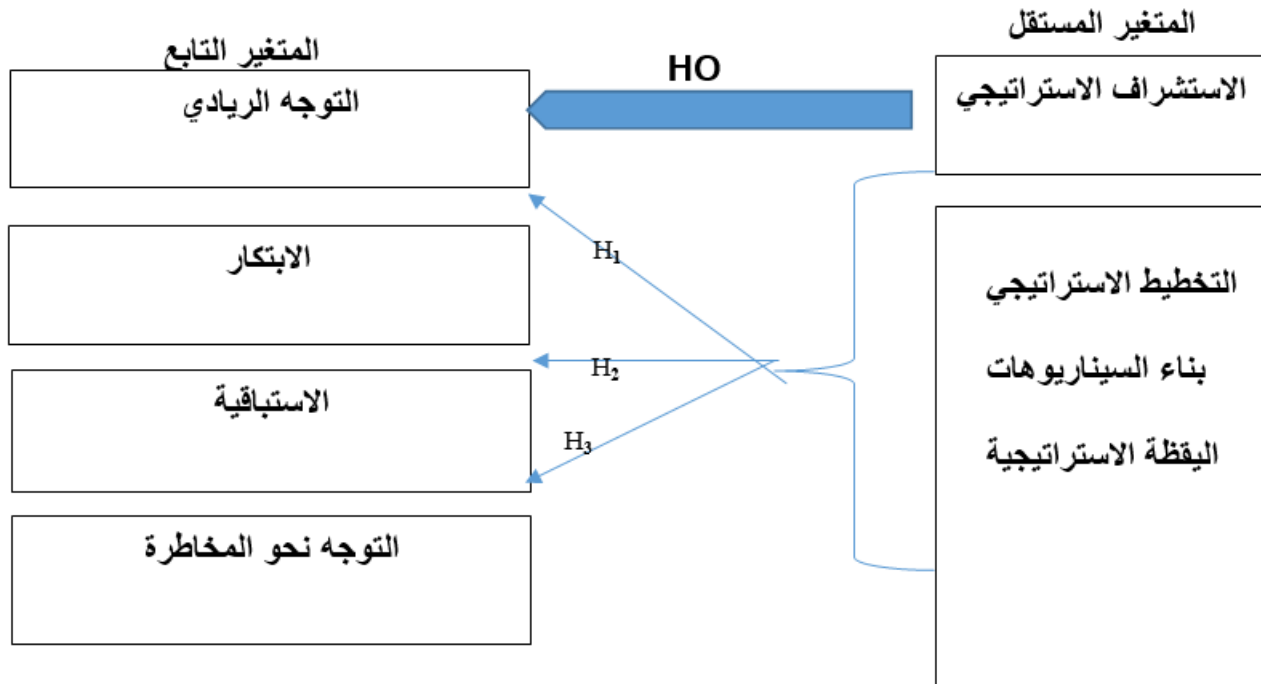 المتغير المستقل
المتغير التابع
HO
الاستشراف الاستراتيجي
التوجه الريادي
H₁
الابتكار
التخطيط الاستراتيجي
H₂
بناء السيناريوهات
الاستباقية
H₃
اليقظة الاستراتيجية
التوجه نحو المخاطرة